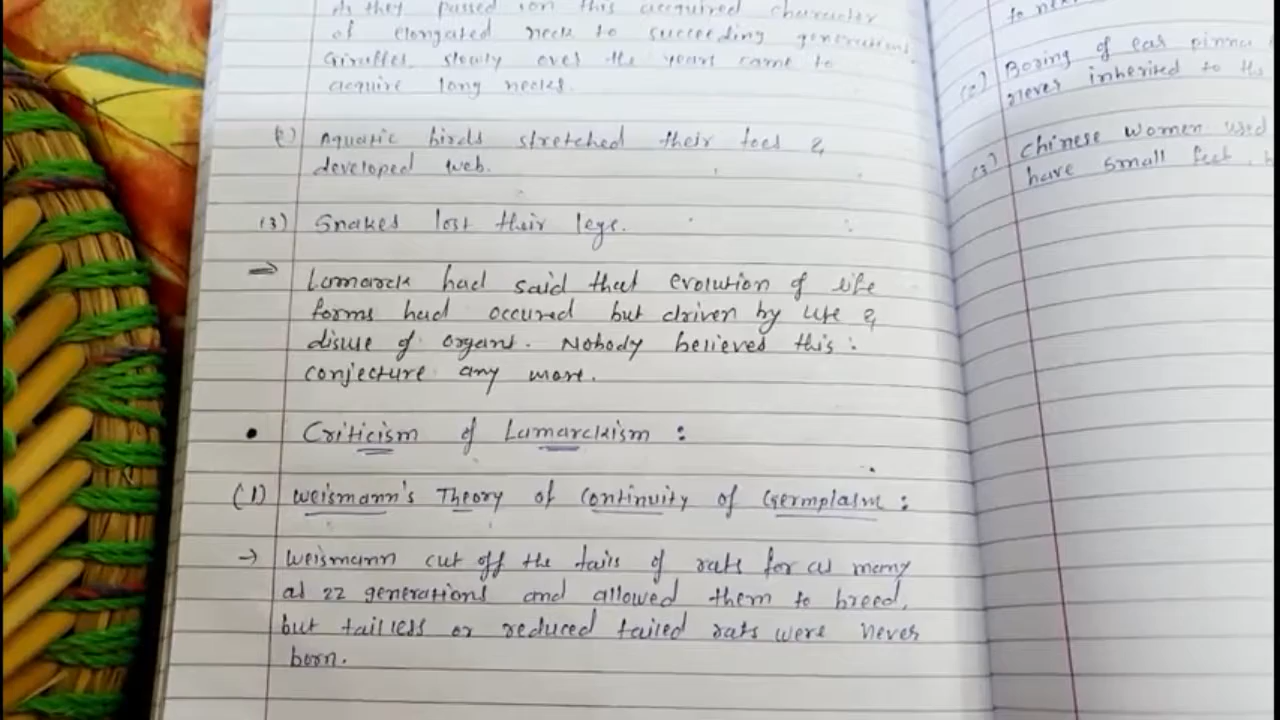 As they passed on this acquired character
of elongated neck to succeeding generations
Giraffes, slowly over the years came to
acquire long necks.
Aquatic birds stretched their toes &
developed web.
(3) Snakes lost their legs.
⇒ Lamarck had said that evolution of life
forms had occured but driven by use &
disuse of organs. Nobody believes this
conjecture any more.
• Criticism of Lamarckism :
(1) Weismann's Theory of Continuity of Germplasm :
→ Weismann cut off the tails of rats for as many
as 22 generations and allowed them to breed,
but tailless or reduced tailed rats were never
born.
to
(2) Boring of ear pinna
never inherited to the
(3) Chinese women used
have small feet,